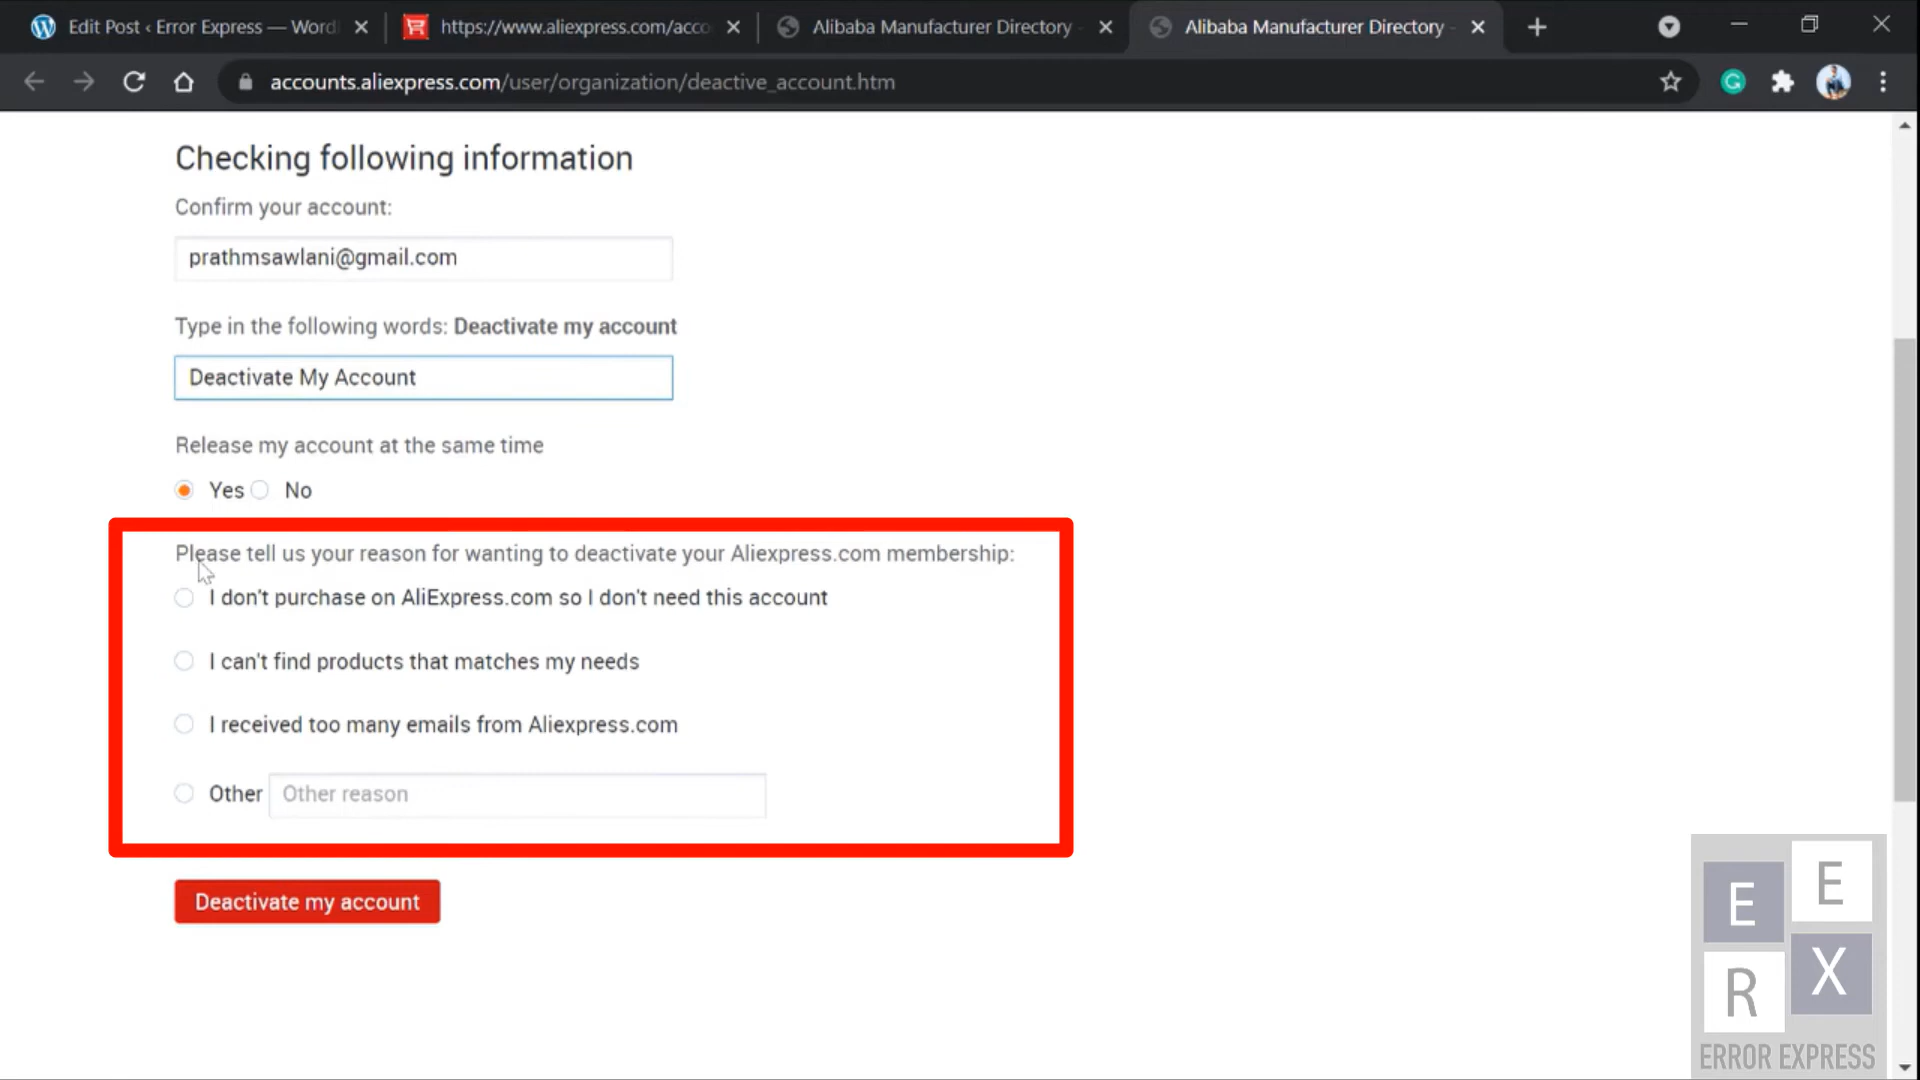 Edit Post ‹ Error Express — Word
https://www.aliexpress.com/acco
Alibaba Manufacturer Directory -
Alibaba Manufacturer Directory -
accounts.aliexpress.com/user/organization/deactive_account.htm
Checking following information
Confirm your account:
prathmsawlani@gmail.com
Type in the following words: Deactivate my account
Deactivate My Account
Release my account at the same time
Yes No
Please tell us your reason for wanting to deactivate your Aliexpress.com membership:
I don't purchase on AliExpress.com so I don't need this account
I can't find products that matches my needs
I received too many emails from Aliexpress.com
Other Other reason
Deactivate my account
E E
R X
ERROR EXPRESS